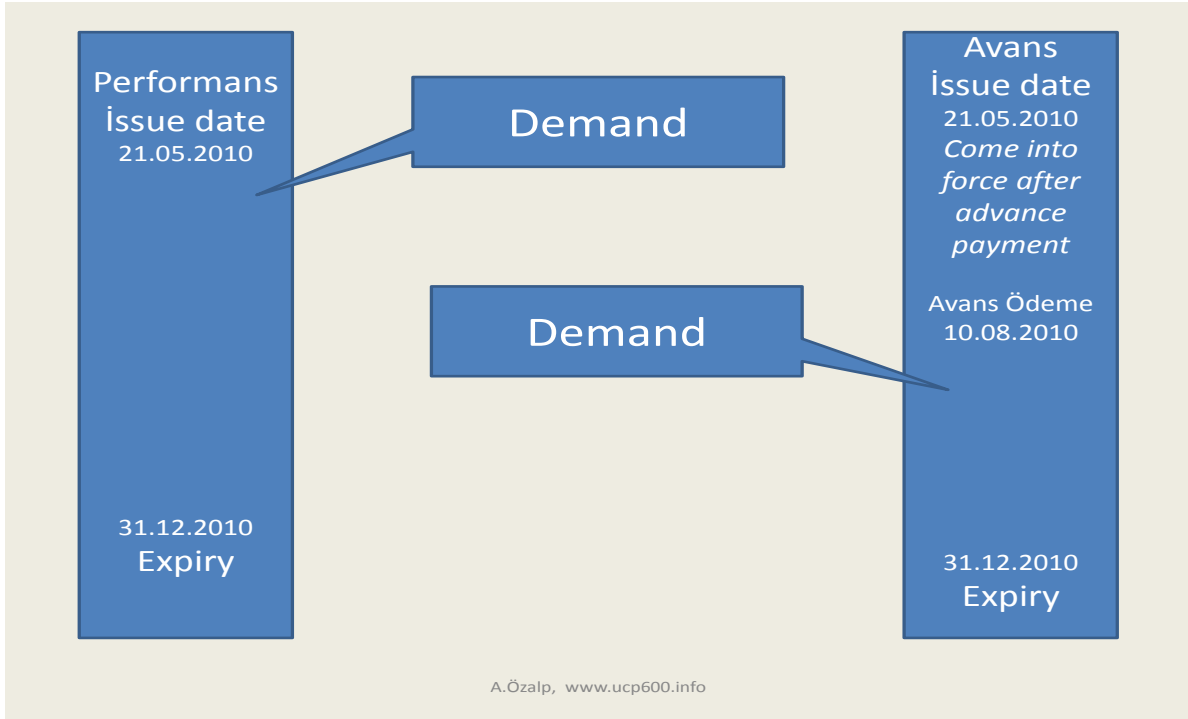 Performans
İssue date
21.05.2010
31.12.2010
Expiry
Demand
Demand
Avans
İssue date
21.05.2010
Come into
force after
advance
payment
Avans Ödeme
10.08.2010
31.12.2010
Expiry
A.Özalp, www.ucp600.info